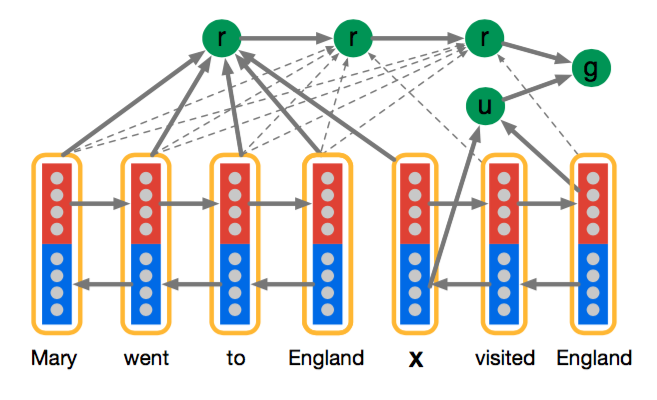 r r r
g
u
Mary went to England X visited England